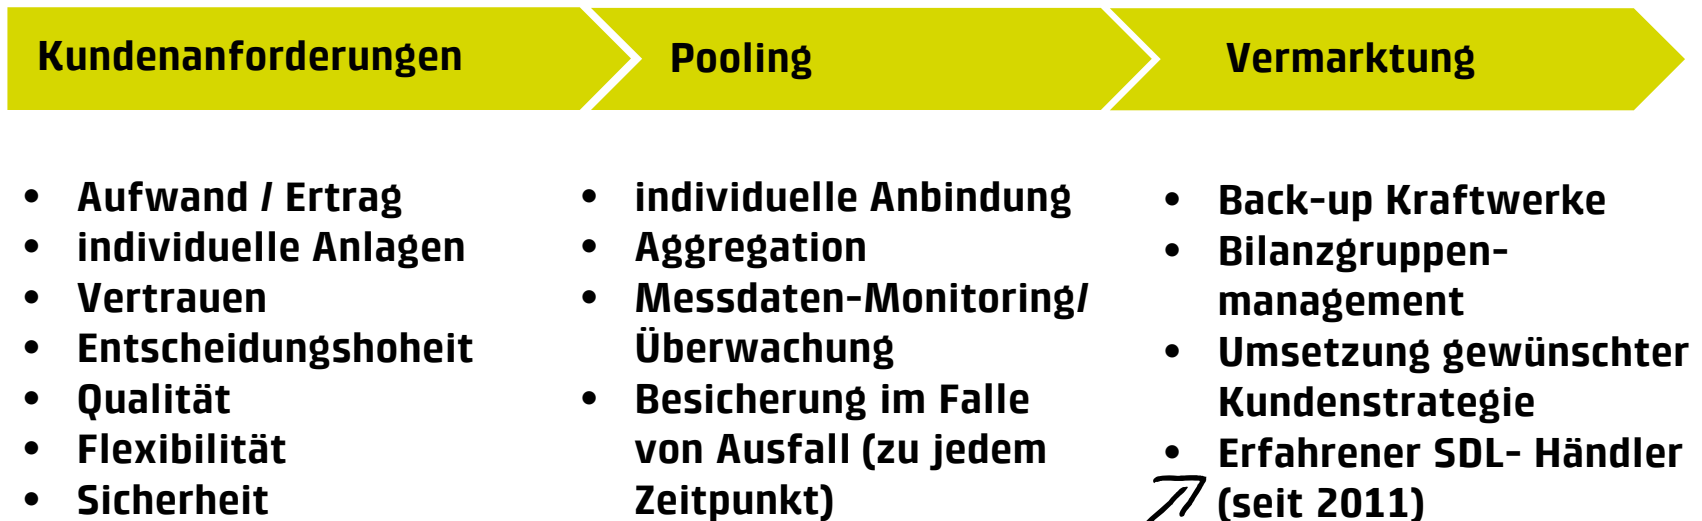 Kundenanforderungen
Pooling
Vermarktung
• Aufwand / Ertrag
• individuelle Anlagen
• Vertrauen
• Entscheidungshoheit
• Qualität
• Flexibilität
• Sicherheit
• individuelle Anbindung
• Aggregation
• Messdaten-Monitoring/
Überwachung
• Besicherung im Falle
von Ausfall (zu jedem
Zeitpunkt)
• Back-up Kraftwerke
• Bilanzgruppen-
management
• Umsetzung gewünschter
Kundenstrategie
• Erfahrener SDL- Händler
(seit 2011)